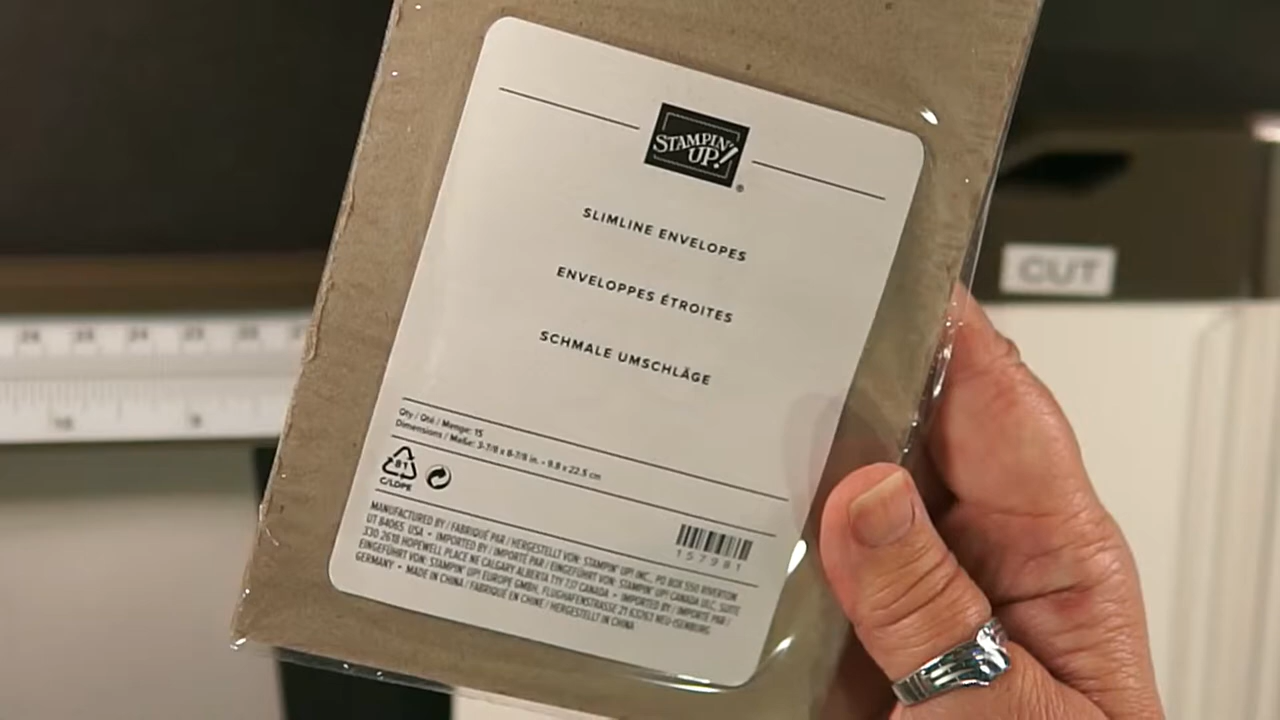 STAMPIN'
UP!®
SLIMLINE ENVELOPES
ENVELOPPES ÉTROITES
SCHMALE UMSCHLÄGE
Qty / Qté / Menge: 15
Dimensions / Maße: 3-7/8 x 8-7/8 in. • 9.8 x 22.5 cm
81
C/LDPE
157981
MANUFACTURED BY / FABRIQUÉ PAR / HERGESTELLT VON: STAMPIN' UP! INC., PO BOX 550 RIVERTON
UT 84065 USA • IMPORTED BY / IMPORTÉ PAR / EINGEFÜHRT VON: STAMPIN' UP! CANADA ULC, SUITE
330 2618 HOPEWELL PLACE NE CALGARY ALBERTA T1Y 7J7 CANADA • IMPORTED BY / IMPORTÉ PAR /
EINGEFÜHRT VON: STAMPIN' UP! EUROPE GMBH, FLUGHAFENSTRASSE 21 63263 NEU-ISENBURG
GERMANY • MADE IN CHINA / FABRIQUÉ EN CHINE / HERGESTELLT IN CHINA
CUT